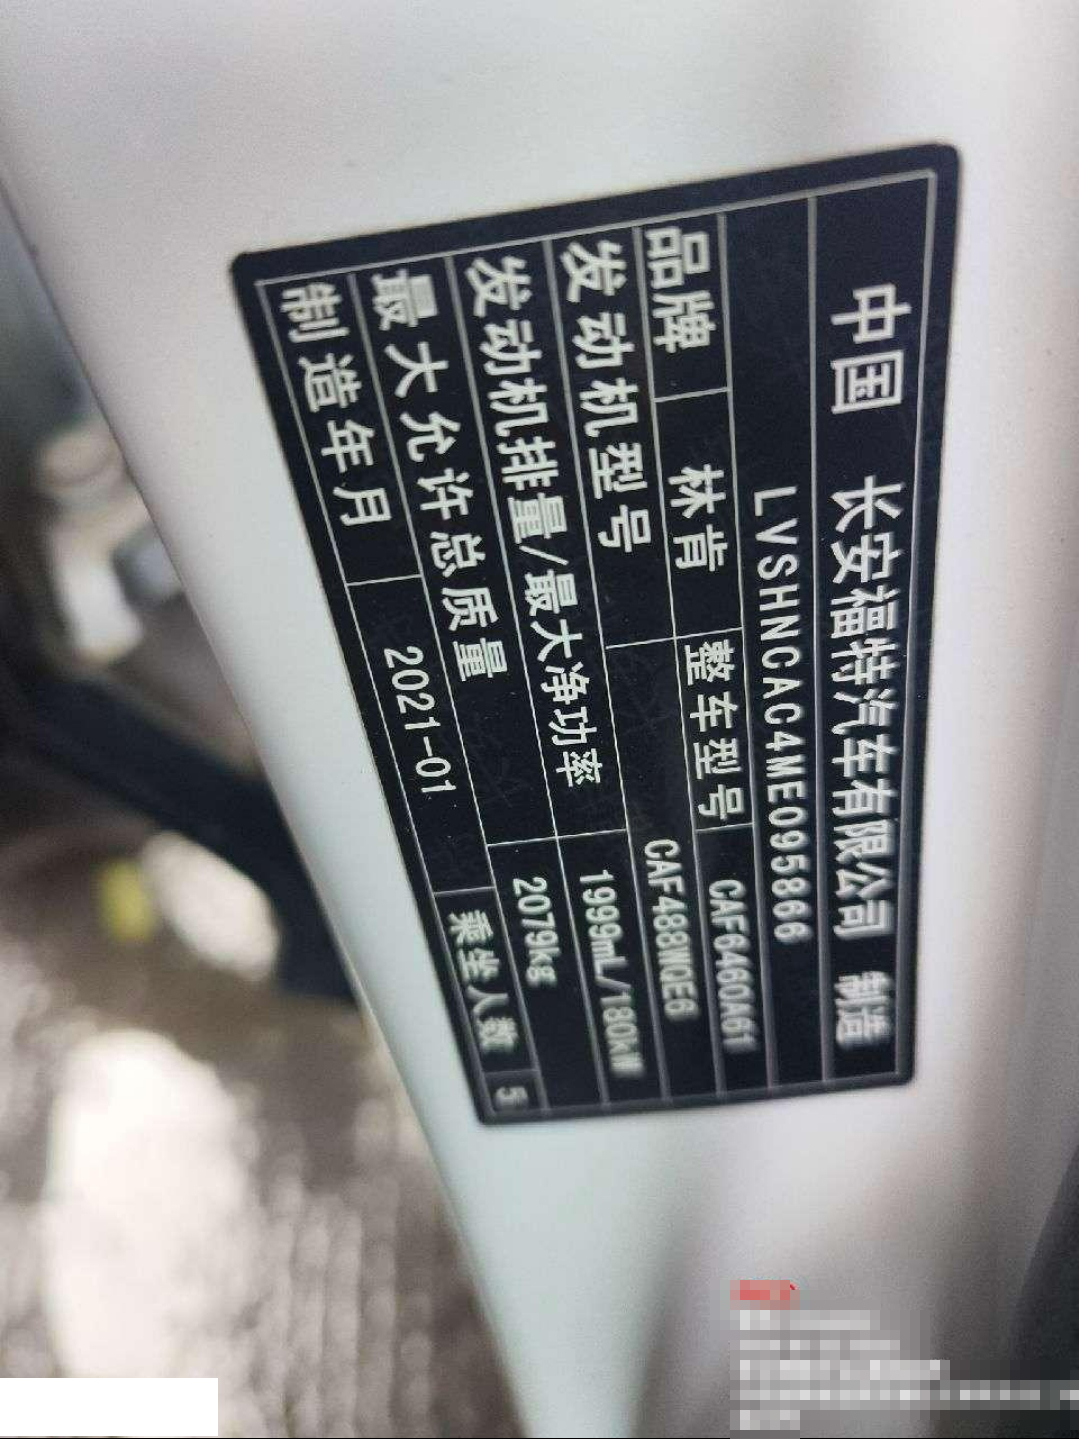 中国 长安福特汽车有限公司 制造
LVSHNCAC4ME095866
品牌 林肯 整车型号 CAF6460A61
发动机型号 CAF488WQE6
发动机排量/最大净功率 1999mL/180kW
最大允许总质量 2079kg
制造年月 2021-01 乘坐人数 5